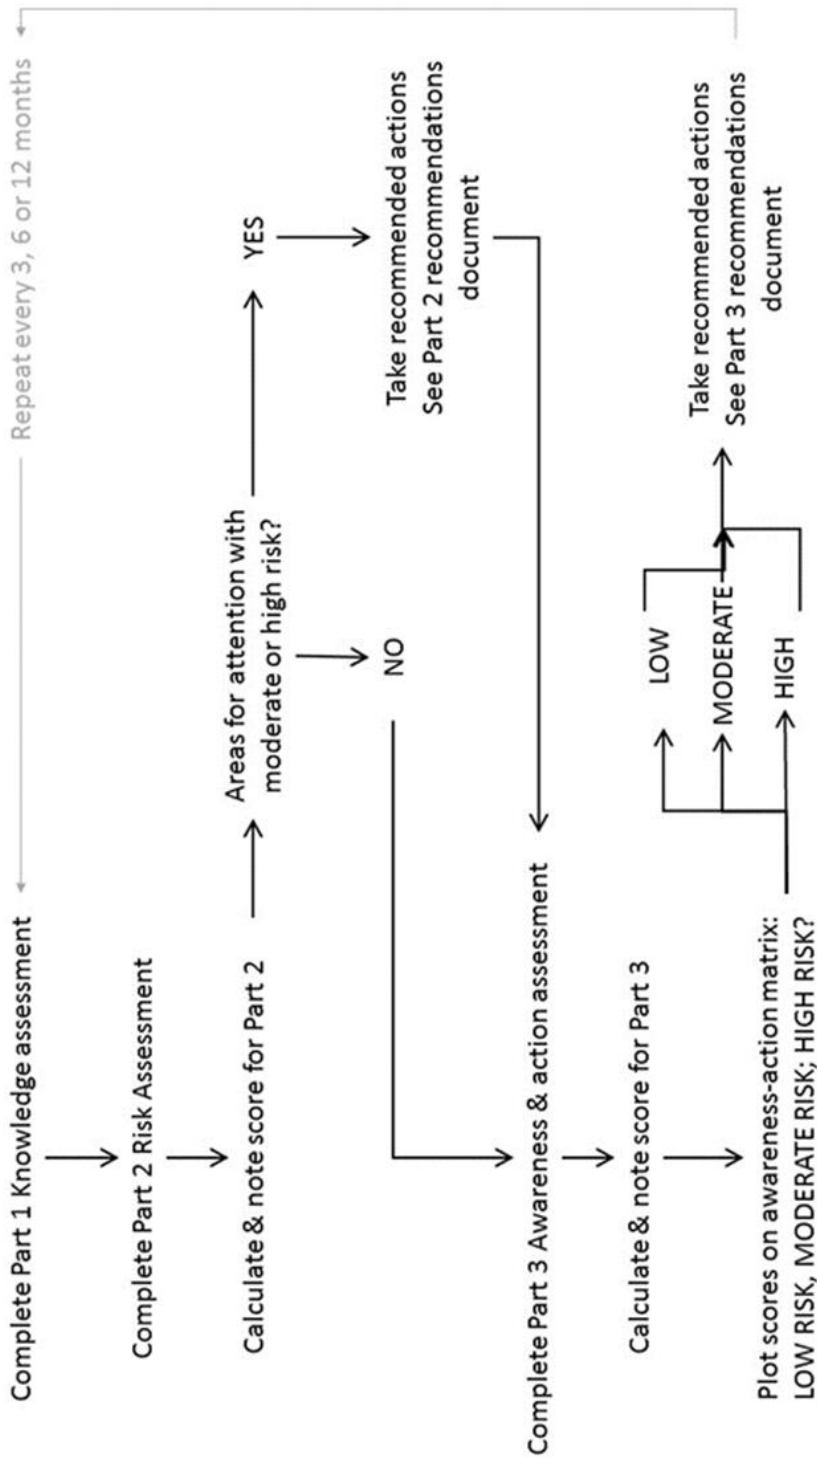 Complete Part 1 Knowledge assessment
Repeat every 3, 6 or 12 months
Complete Part 2 Risk Assessment
Calculate & note score for Part 2
Areas for attention with
moderate or high risk?
YES
NO
Take recommended actions
See Part 2 recommendations
document
Complete Part 3 Awareness & action assessment
Calculate & note score for Part 3
Plot scores on awareness-action matrix:
LOW RISK, MODERATE RISK; HIGH RISK?
LOW
MODERATE
HIGH
Take recommended actions
See Part 3 recommendations
document